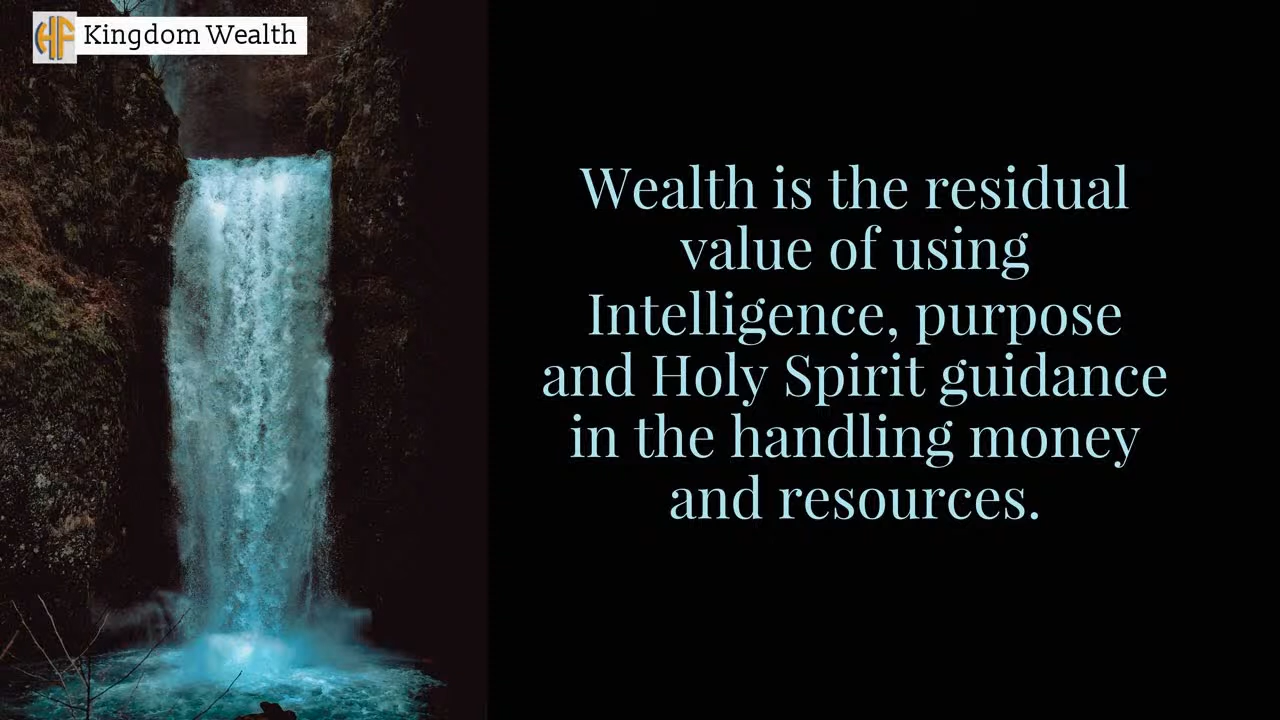 HF Kingdom Wealth
Wealth is the residual
value of using
Intelligence, purpose
and Holy Spirit guidance
in the handling money
and resources.